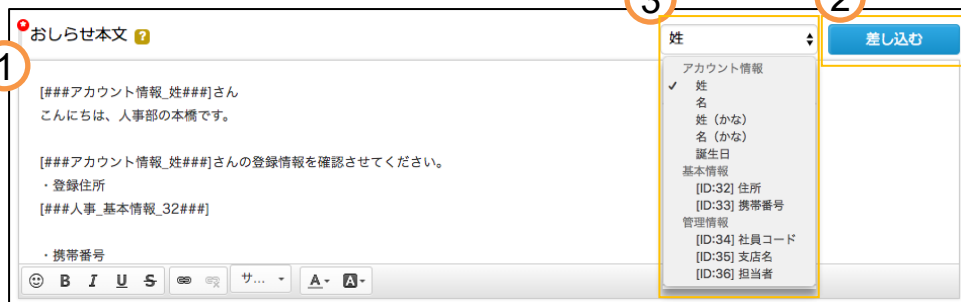 ③
②
おしらせ本文 ?
姓
差し込む
1
[###アカウント情報_姓###]さん
こんにちは、人事部の本橋です。
[###アカウント情報_姓###]さんの登録情報を確認させてください。
・登録住所
[###人事_基本情報_32###]
・携帯番号
アカウント情報
✓ 姓
名
姓（かな）
名（かな）
誕生日
基本情報
[ID:32] 住所
[ID:33] 携帯番号
管理情報
[ID:34] 社員コード
[ID:35] 支店名
[ID:36] 担当者
B I U S サ... A A